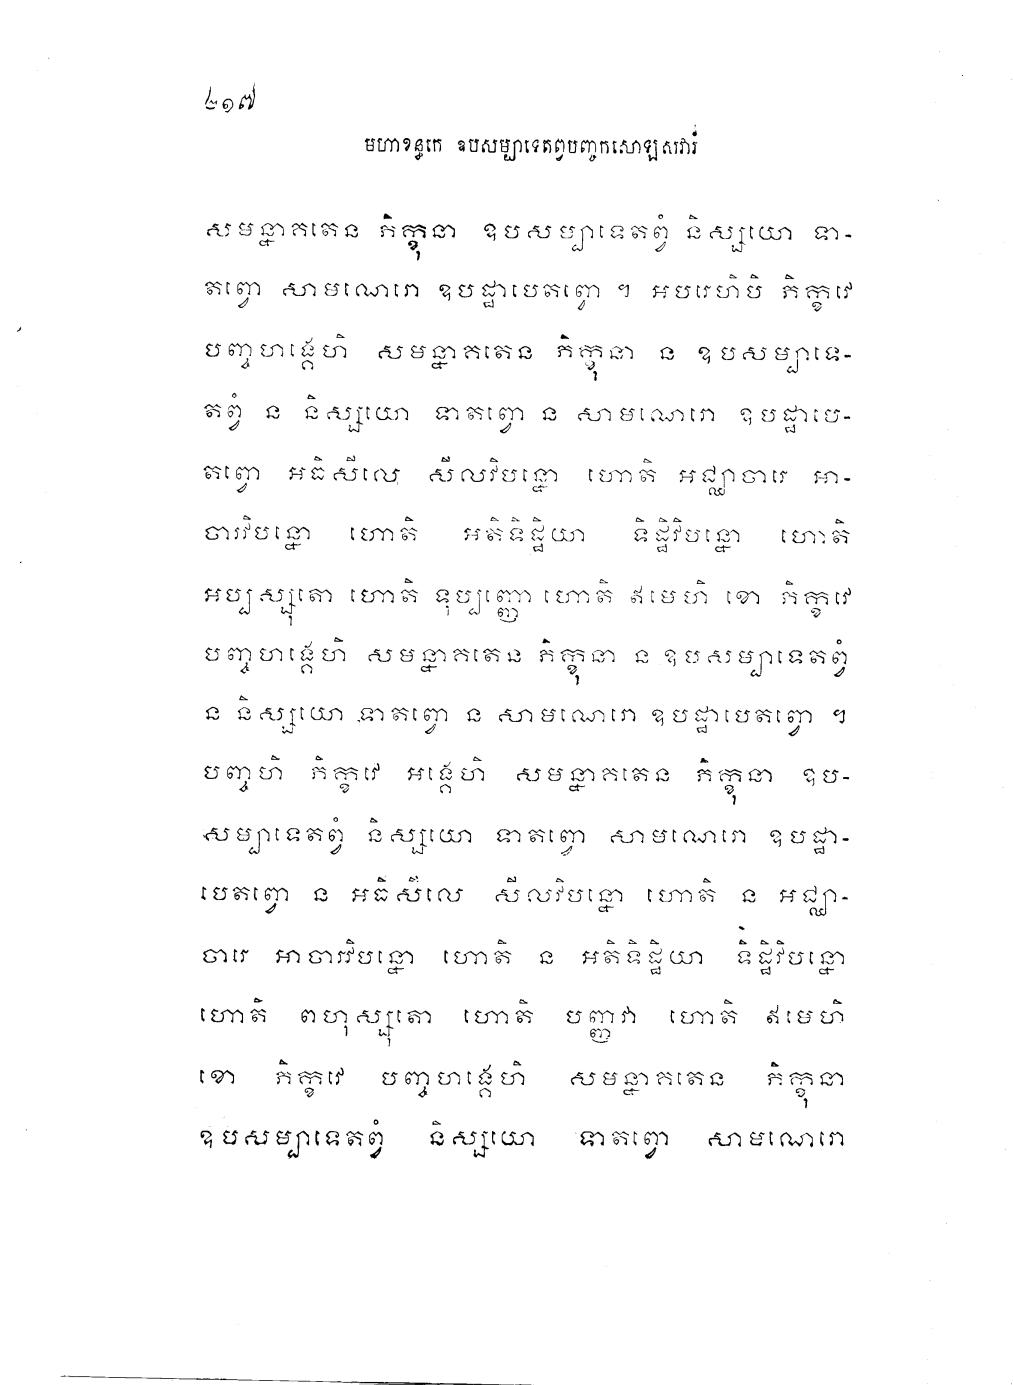 ២១៧
មហាខន្ធកេ ឧបសម្បាទេតព្វបញ្ចកសោឡសវារំ
សមន្នាគតេន ភិក្ខុនា ឧបសម្បាទេតព្វំ និស្សយោ ទា-
តព្វោ សាមណេរោ ឧបដ្ឋាបេតព្វោ ។ អបរេហិបិ ភិក្ខវេ
បញ្ចហង្គេហិ សមន្នាគតេន ភិក្ខុនា ន ឧបសម្បាទេ-
តព្វំ ន និស្សយោ ទាតព្វោ ន សាមណេរោ ឧបដ្ឋាបេ-
តព្វោ អធិសីលេ សីលវិបន្នោ ហោតិ អជ្ឈាចារេ អា-
ចារវិបន្នោ ហោតិ អតិទិដ្ឋិយា ទិដ្ឋិវិបន្នោ ហោតិ
អប្បស្សុតោ ហោតិ ទុប្បញ្ញោ ហោតិ ឥមេហិ ខោ ភិក្ខវេ
បញ្ចហង្គេហិ សមន្នាគតេន ភិក្ខុនា ន ឧបសម្បាទេតព្វំ
ន និស្សយោ ទាតព្វោ ន សាមណេរោ ឧបដ្ឋាបេតព្វោ ។
បញ្ចហិ ភិក្ខវេ អង្គេហិ សមន្នាគតេន ភិក្ខុនា ឧប-
សម្បាទេតព្វំ និស្សយោ ទាតព្វោ សាមណេរោ ឧបដ្ឋា-
បេតព្វោ ន អធិសីលេ សីលវិបន្នោ ហោតិ ន អជ្ឈា-
ចារេ អាចារវិបន្នោ ហោតិ ន អតិទិដ្ឋិយា ទិដ្ឋិវិបន្នោ
ហោតិ ពហុស្សុតោ ហោតិ បញ្ញវា ហោតិ ឥមេហិ
ខោ ភិក្ខវេ បញ្ចហង្គេហិ សមន្នាគតេន ភិក្ខុនា
ឧបសម្បាទេតព្វំ និស្សយោ ទាតព្វោ សាមណេរោ